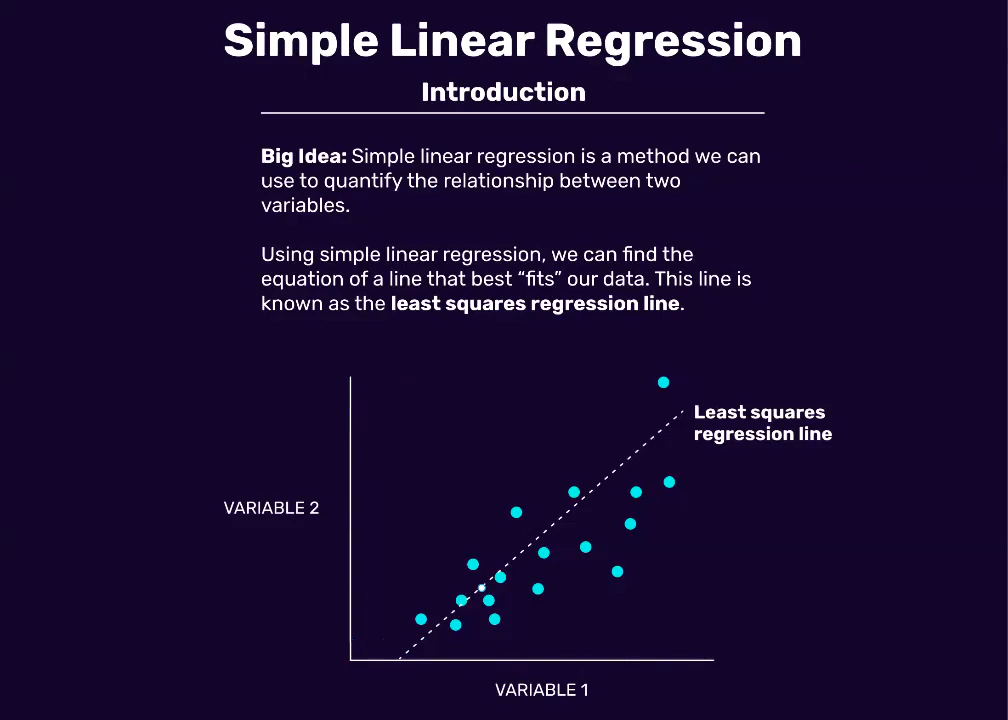 Simple Linear Regression
Introduction
Big Idea: Simple linear regression is a method we can
use to quantify the relationship between two
variables.
Using simple linear regression, we can find the
equation of a line that best “fits” our data. This line is
known as the least squares regression line.
Least squares
regression line
VARIABLE 2
VARIABLE 1